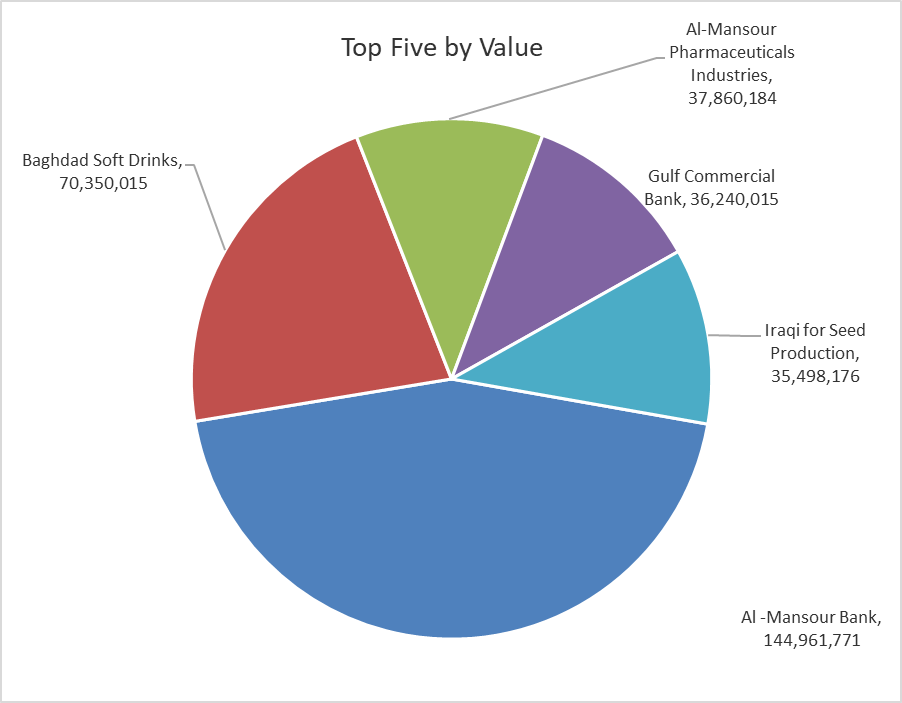 Top Five by Value
Al-Mansour
Pharmaceuticals
Industries,
37,860,184
Gulf Commercial
Bank, 36,240,015
Baghdad Soft Drinks,
70,350,015
Iraqi for Seed
Production,
35,498,176
Al -Mansour Bank,
144,961,771